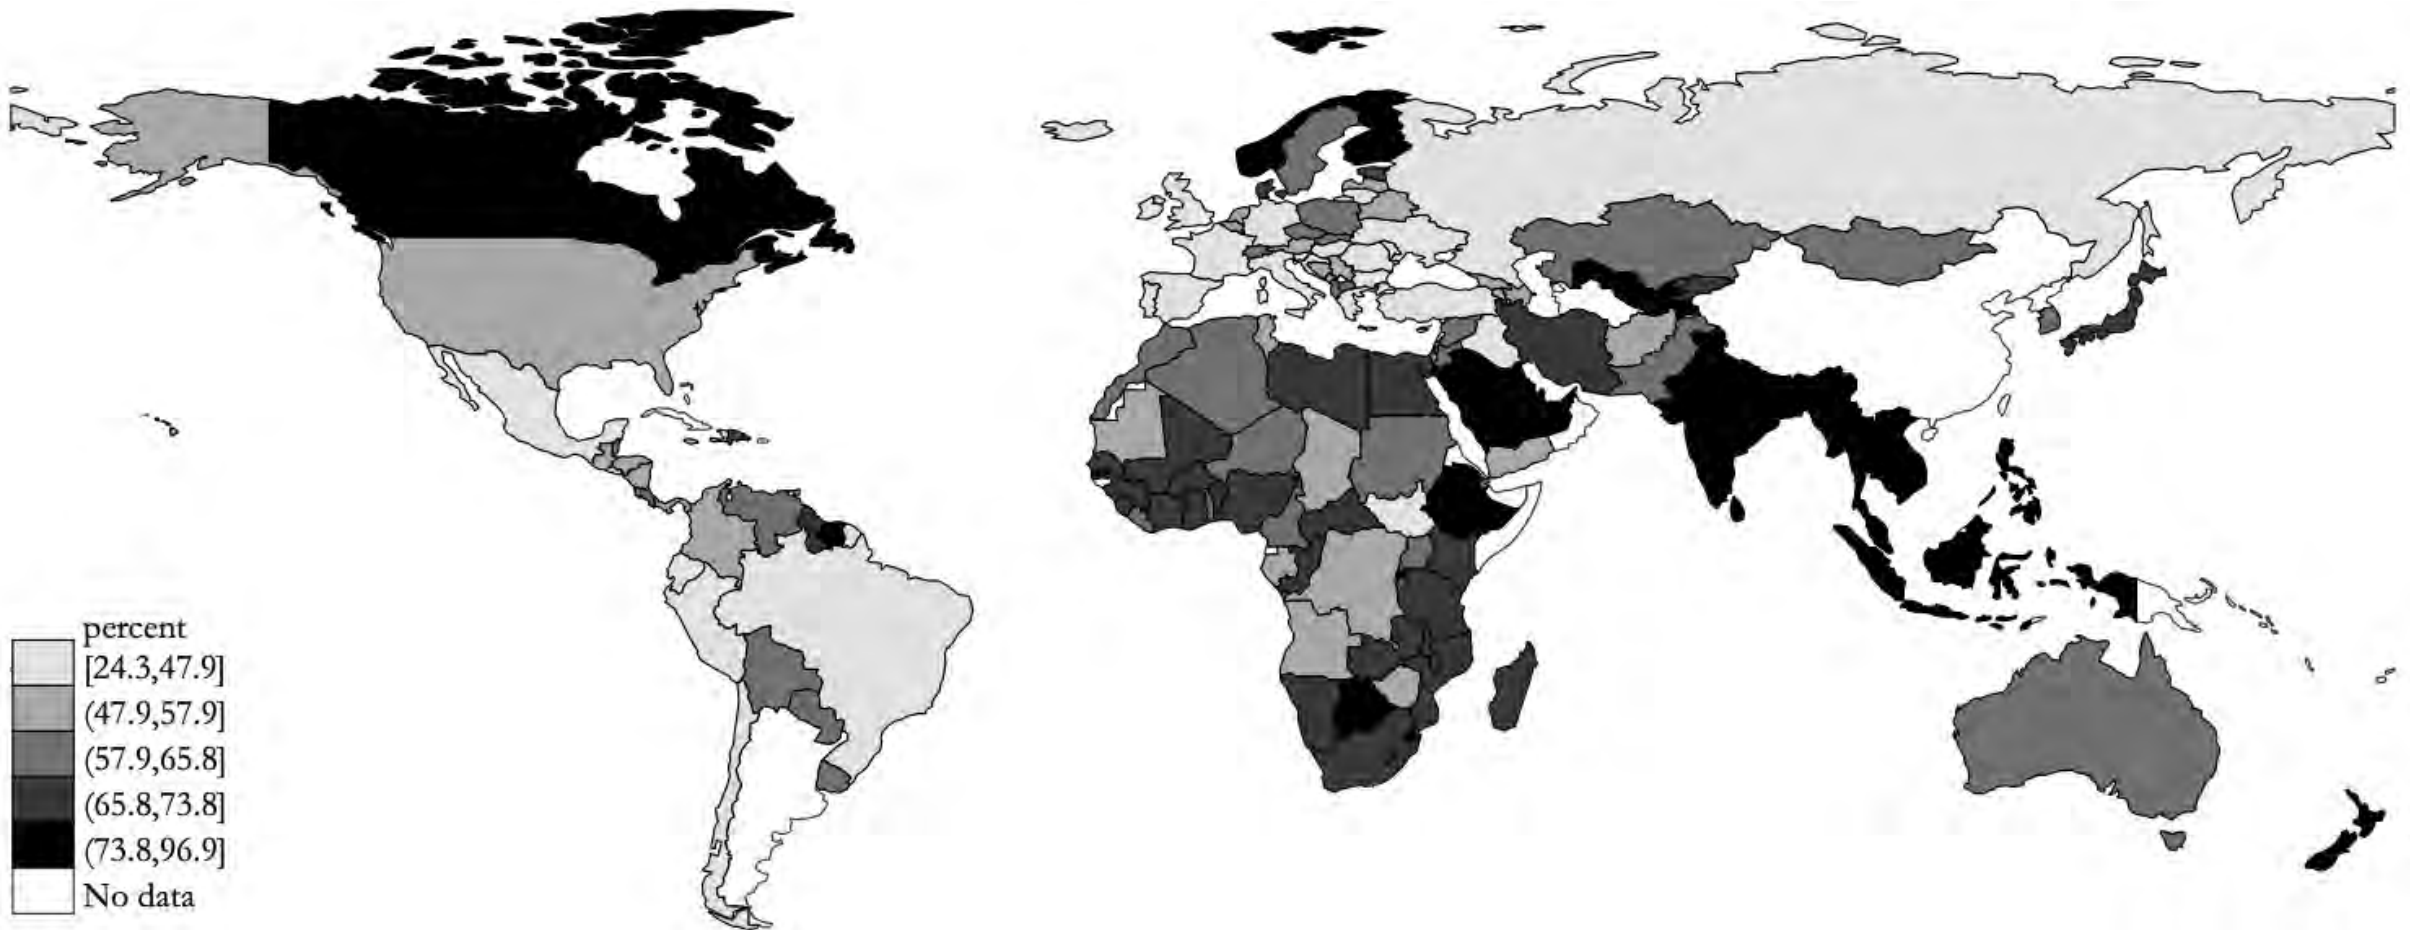 percent
[24.3,47.9]
(47.9,57.9]
(57.9,65.8]
(65.8,73.8]
(73.8,96.9]
No data